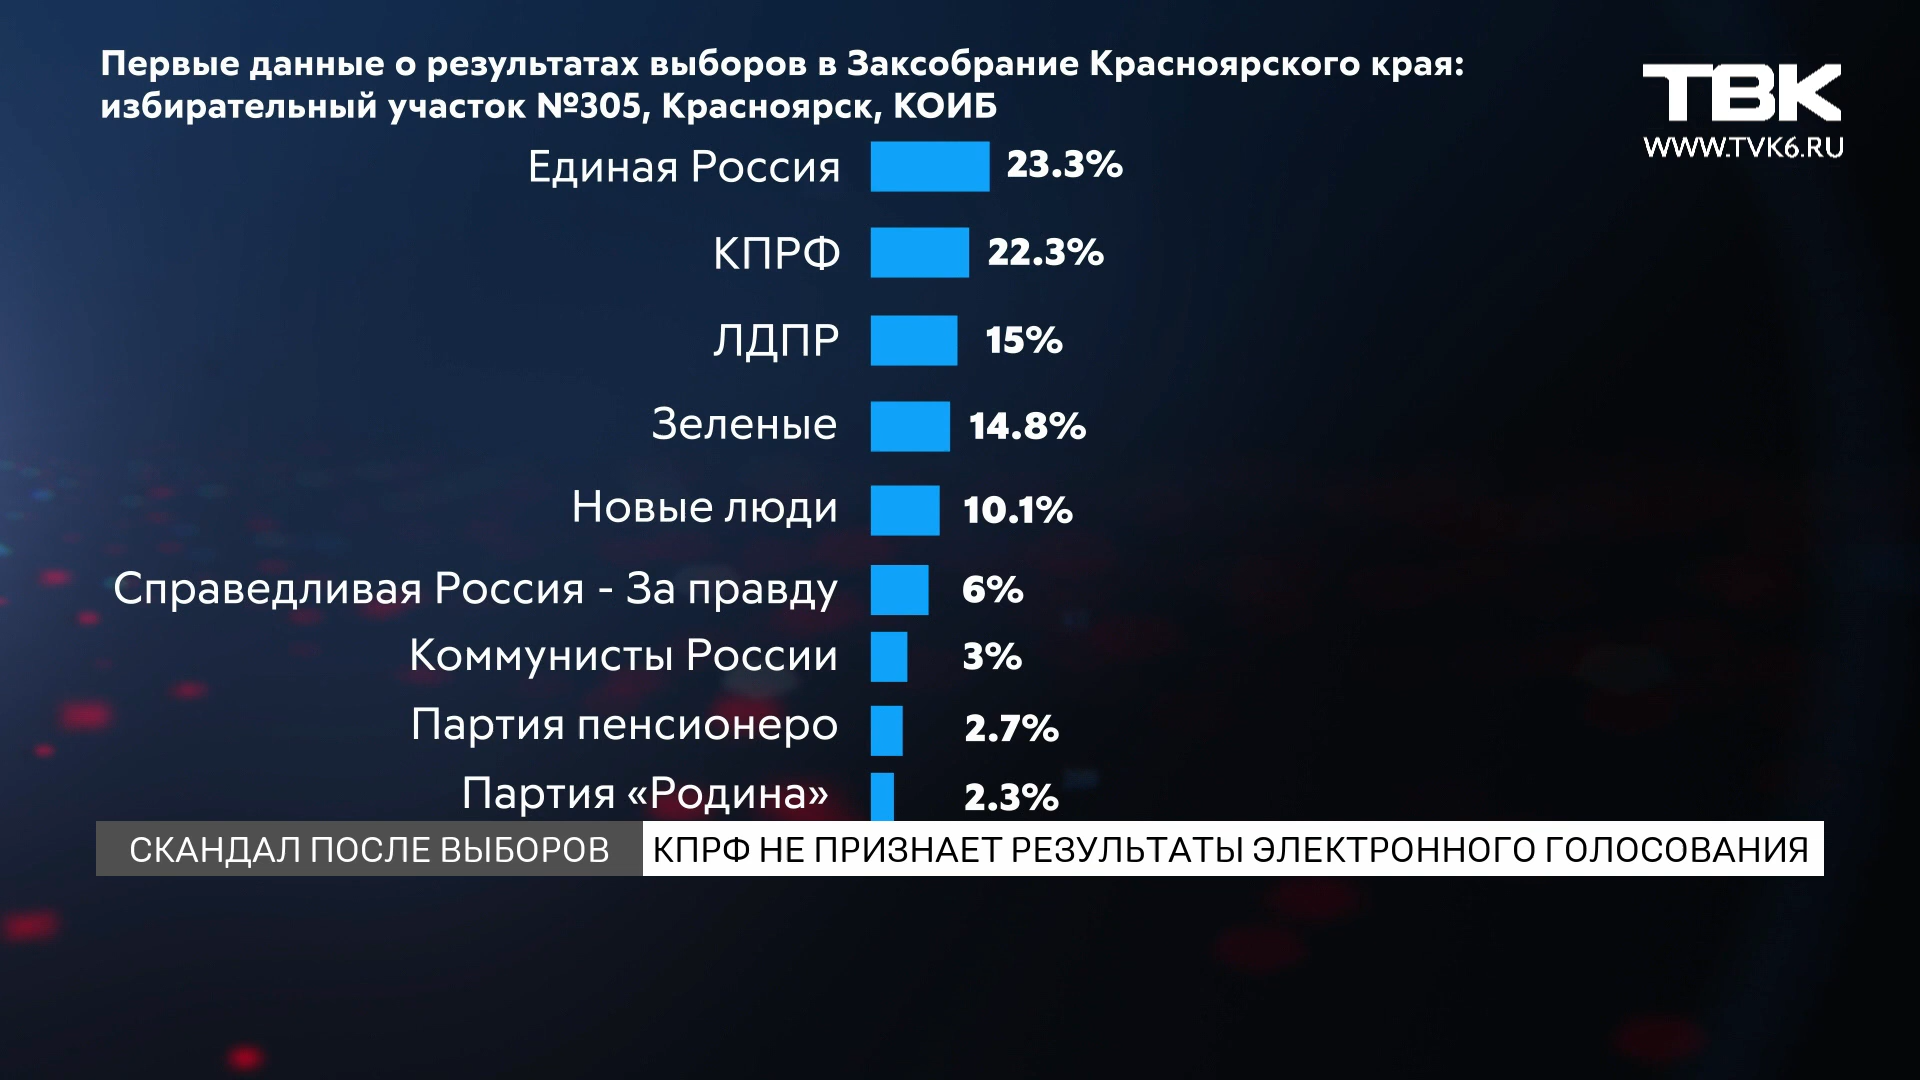 Первые данные о результатах выборов в Заксобрание Красноярского края:
избирательный участок №305, Красноярск, КОИБ
ТВК
WWW.TVK6.RU
Единая Россия 23.3%
КПРФ 22.3%
ЛДПР 15%
Зеленые 14.8%
Новые люди 10.1%
Справедливая Россия - За правду 6%
Коммунисты России 3%
Партия пенсионеро 2.7%
Партия «Родина» 2.3%
СКАНДАЛ ПОСЛЕ ВЫБОРОВ КПРФ НЕ ПРИЗНАЕТ РЕЗУЛЬТАТЫ ЭЛЕКТРОННОГО ГОЛОСОВАНИЯ